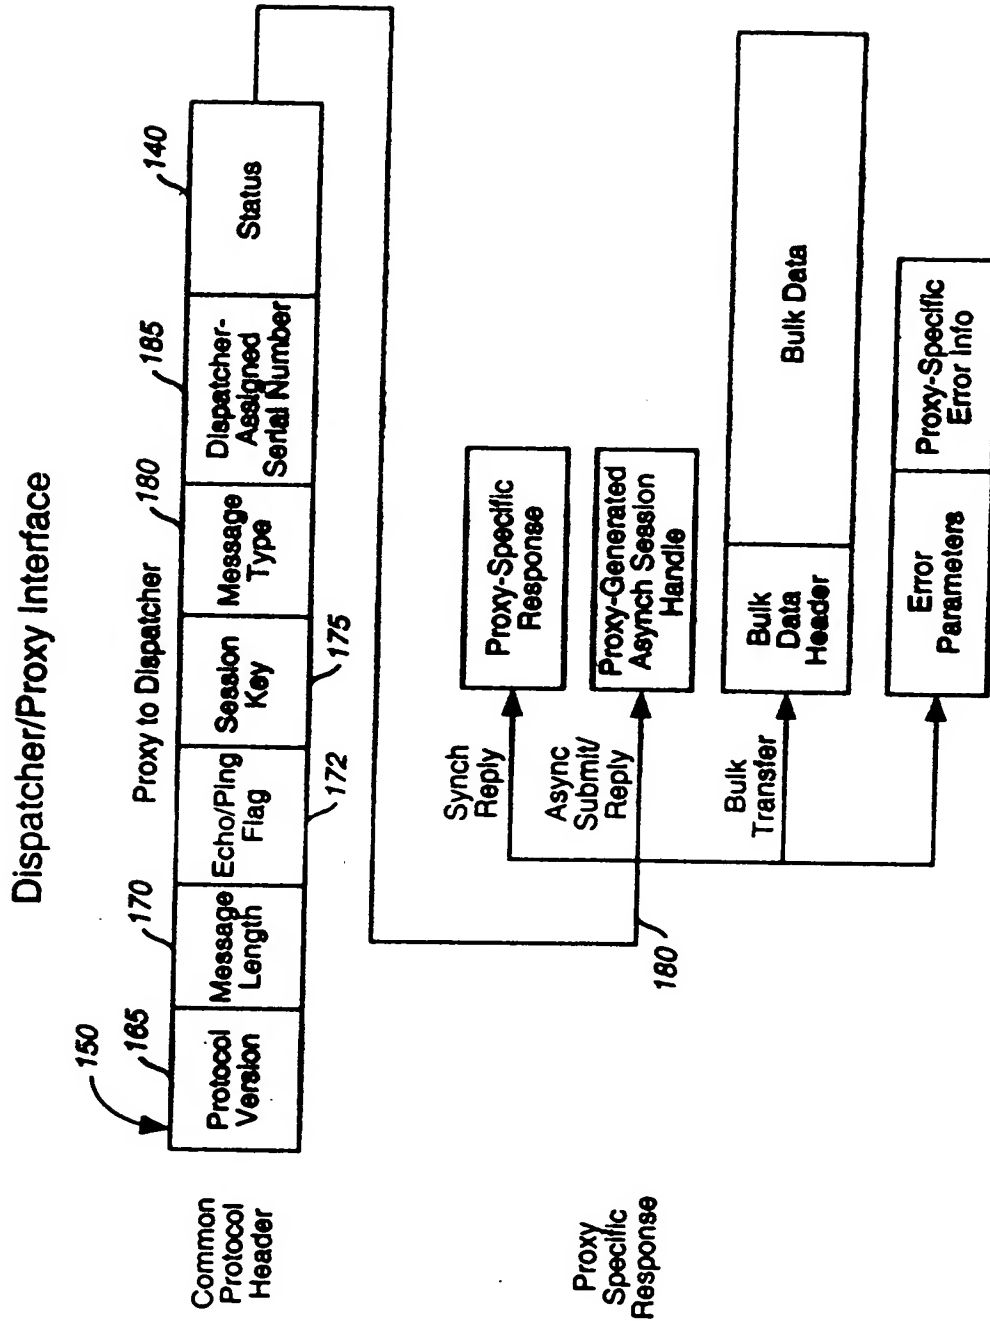 Dispatcher/Proxy Interface
Proxy to Dispatcher
150
165
170
180
185
140
Common
Protocol
Header
Protocol
Version
Message
Length
Echo/Ping
Flag
Session
Key
Message
Type
Dispatcher-
Assigned
Serial Number
Status
172
175
Proxy
Specific
Response
180
Synch
Reply
Proxy-Specific
Response
Async
Submit/
Reply
Proxy-Generated
Asynch Session
Handle
Bulk
Transfer
Bulk
Data
Header
Bulk Data
Error
Parameters
Proxy-Specific
Error Info